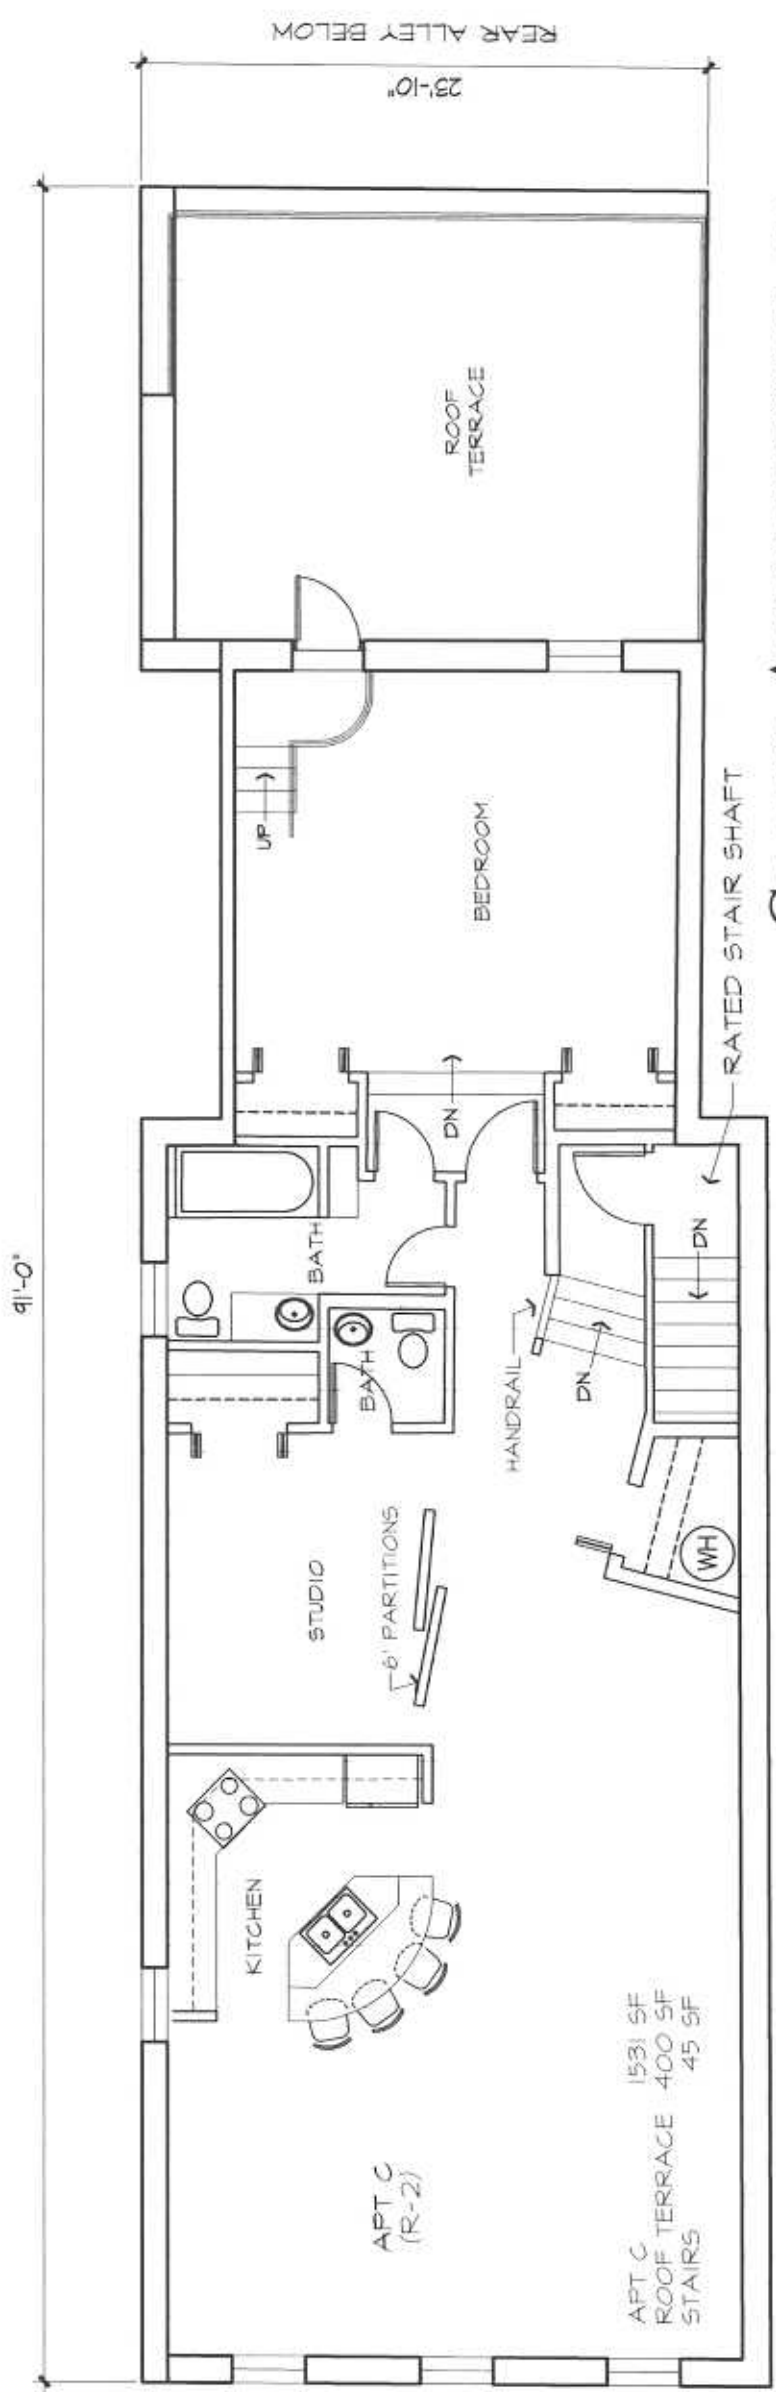 REAR ALLEY BELOW
23'-10"
91'-0"
ROOF
TERRACE
UP
BEDROOM
RATED STAIR SHAFT
DN
BATH
DN
BATH
HANDRAIL
DN
STUDIO
6' PARTITIONS
WH
KITCHEN
APT C
(R-2)
APT C 1531 SF
ROOF TERRACE 400 SF
STAIRS 45 SF